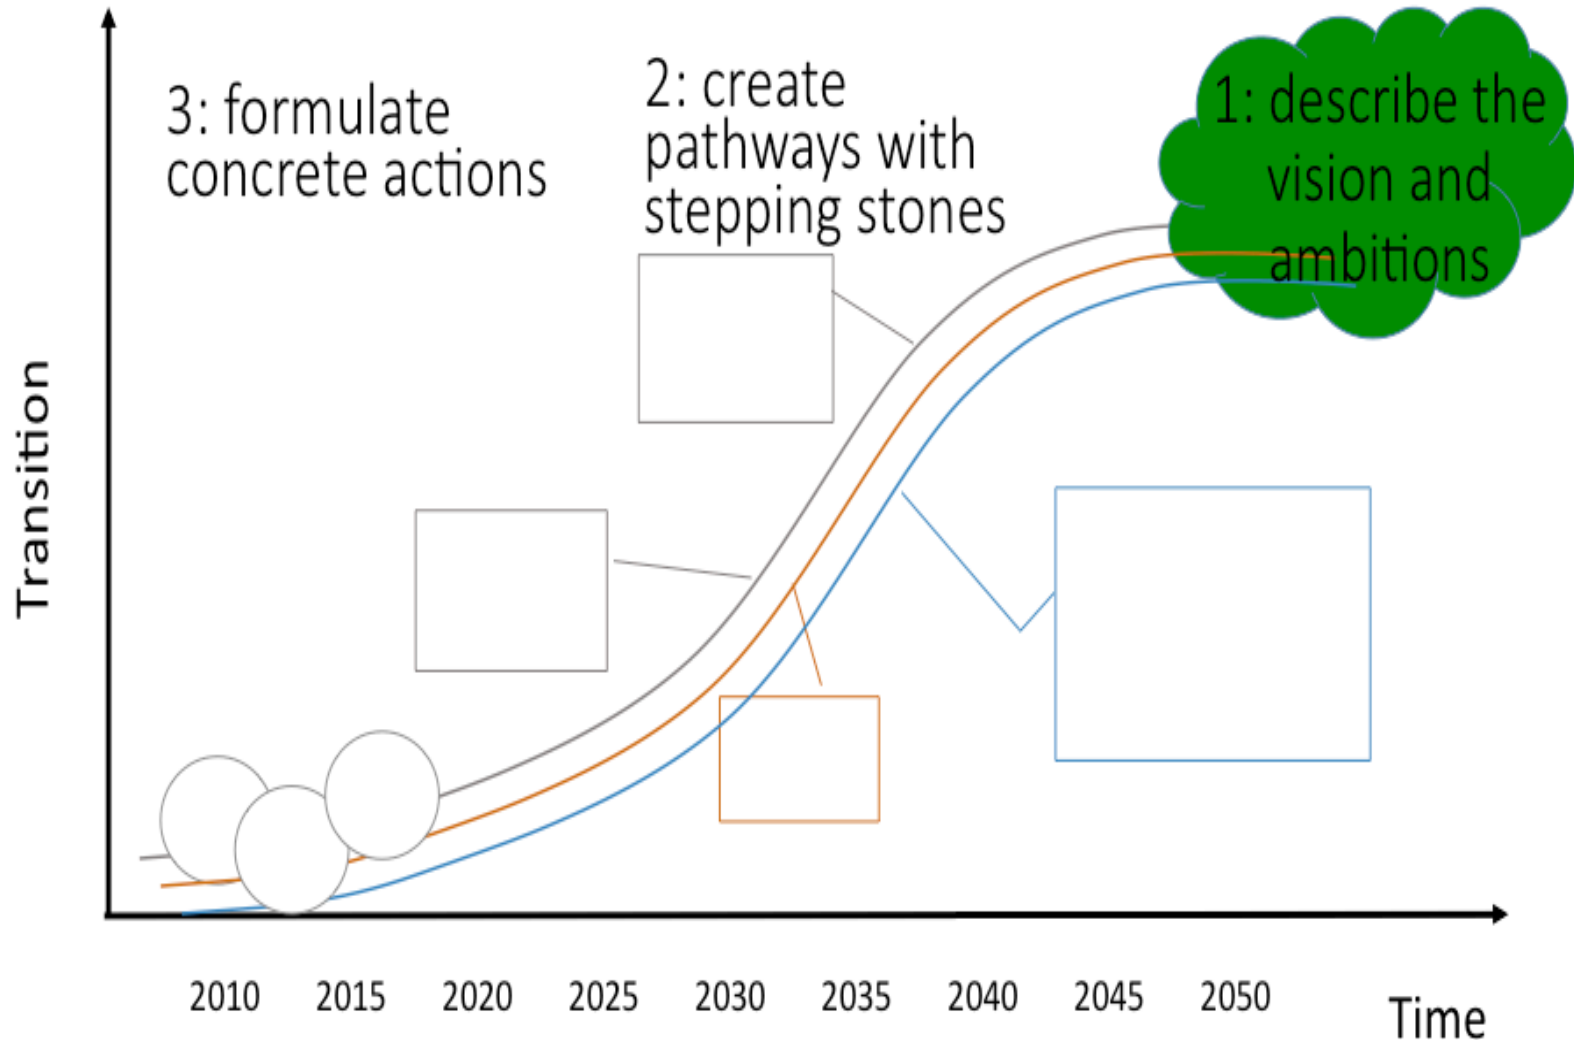 3: formulate
concrete actions
2: create
pathways with
stepping stones
1: describe the
vision and
ambitions
Transition
2010 2015 2020 2025 2030 2035 2040 2045 2050
Time